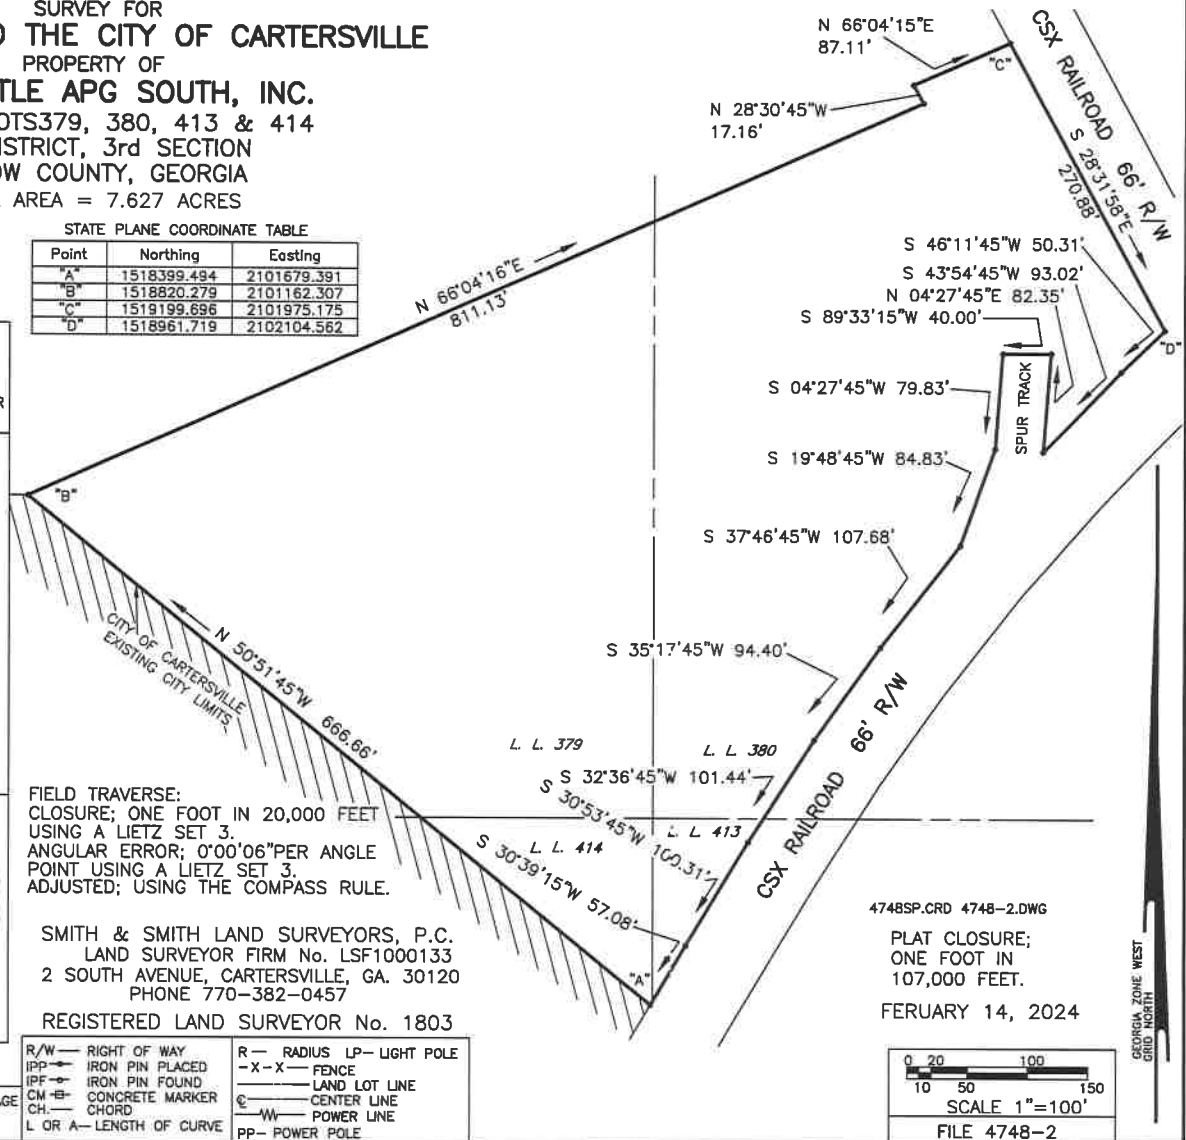 SURVEY FOR
THE CITY OF CARTERSVILLE
PROPERTY OF
APG SOUTH, INC.
379, 380, 413 & 414
3rd SECTION
COUNTY, GEORGIA
AREA = 7.627 ACRES
STATE PLANE COORDINATE TABLE
Point Northing Easting
"A" 1518399.494 2101679.391
"B" 1518820.279 2101162.307
"C" 1519199.696 2101975.175
"D" 1518961.719 2102104.562
N 66°04'15"E
87.11'
"C"
N 28°30'45"W
17.16'
CSX RAILROAD 66' R/W
S 28°31'58"E
270.88'
N 66°04'16"E
811.13'
S 46°11'45"W 50.31'
S 43°54'45"W 93.02'
N 04°27'45"E 82.35'
S 89°33'15"W 40.00'
"D"
S 04°27'45"W 79.83'
SPUR TRACK
S 19°48'45"W 84.83'
"B"
S 37°46'45"W 107.68'
CITY OF CARTERSVILLE
EXISTING CITY LIMITS
N 50°51'45"W 666.66'
S 35°17'45"W 94.40'
CSX RAILROAD 66' R/W
L. L. 379
L. L. 380
S 32°36'45"W 101.44'
S 30°53'45"W 100.31'
L. L. 413
L. L. 414
S 30°39'15"W 57.08'
"A"
FIELD TRAVERSE:
CLOSURE; ONE FOOT IN 20,000 FEET
USING A LIETZ SET 3.
ANGULAR ERROR; 0°00'06"PER ANGLE
POINT USING A LIETZ SET 3.
ADJUSTED; USING THE COMPASS RULE.
SMITH & SMITH LAND SURVEYORS, P.C.
LAND SURVEYOR FIRM No. LSF1000133
2 SOUTH AVENUE, CARTERSVILLE, GA. 30120
PHONE 770-382-0457
REGISTERED LAND SURVEYOR No. 1803
4748SP.CRD 4748-2.DWG
PLAT CLOSURE;
ONE FOOT IN
107,000 FEET.
FERUARY 14, 2024
GEORGIA ZONE WEST
GRID NORTH
R/W— RIGHT OF WAY
IPP— IRON PIN PLACED
IPF— IRON PIN FOUND
CM CONCRETE MARKER
CH.— CHORD
L OR A—LENGTH OF CURVE
R— RADIUS LP—LIGHT POLE
-X-X— FENCE
LAND LOT LINE
CENTER LINE
POWER LINE
PP— POWER POLE
0 20 100
10 50 150
SCALE 1"=100'
FILE 4748-2